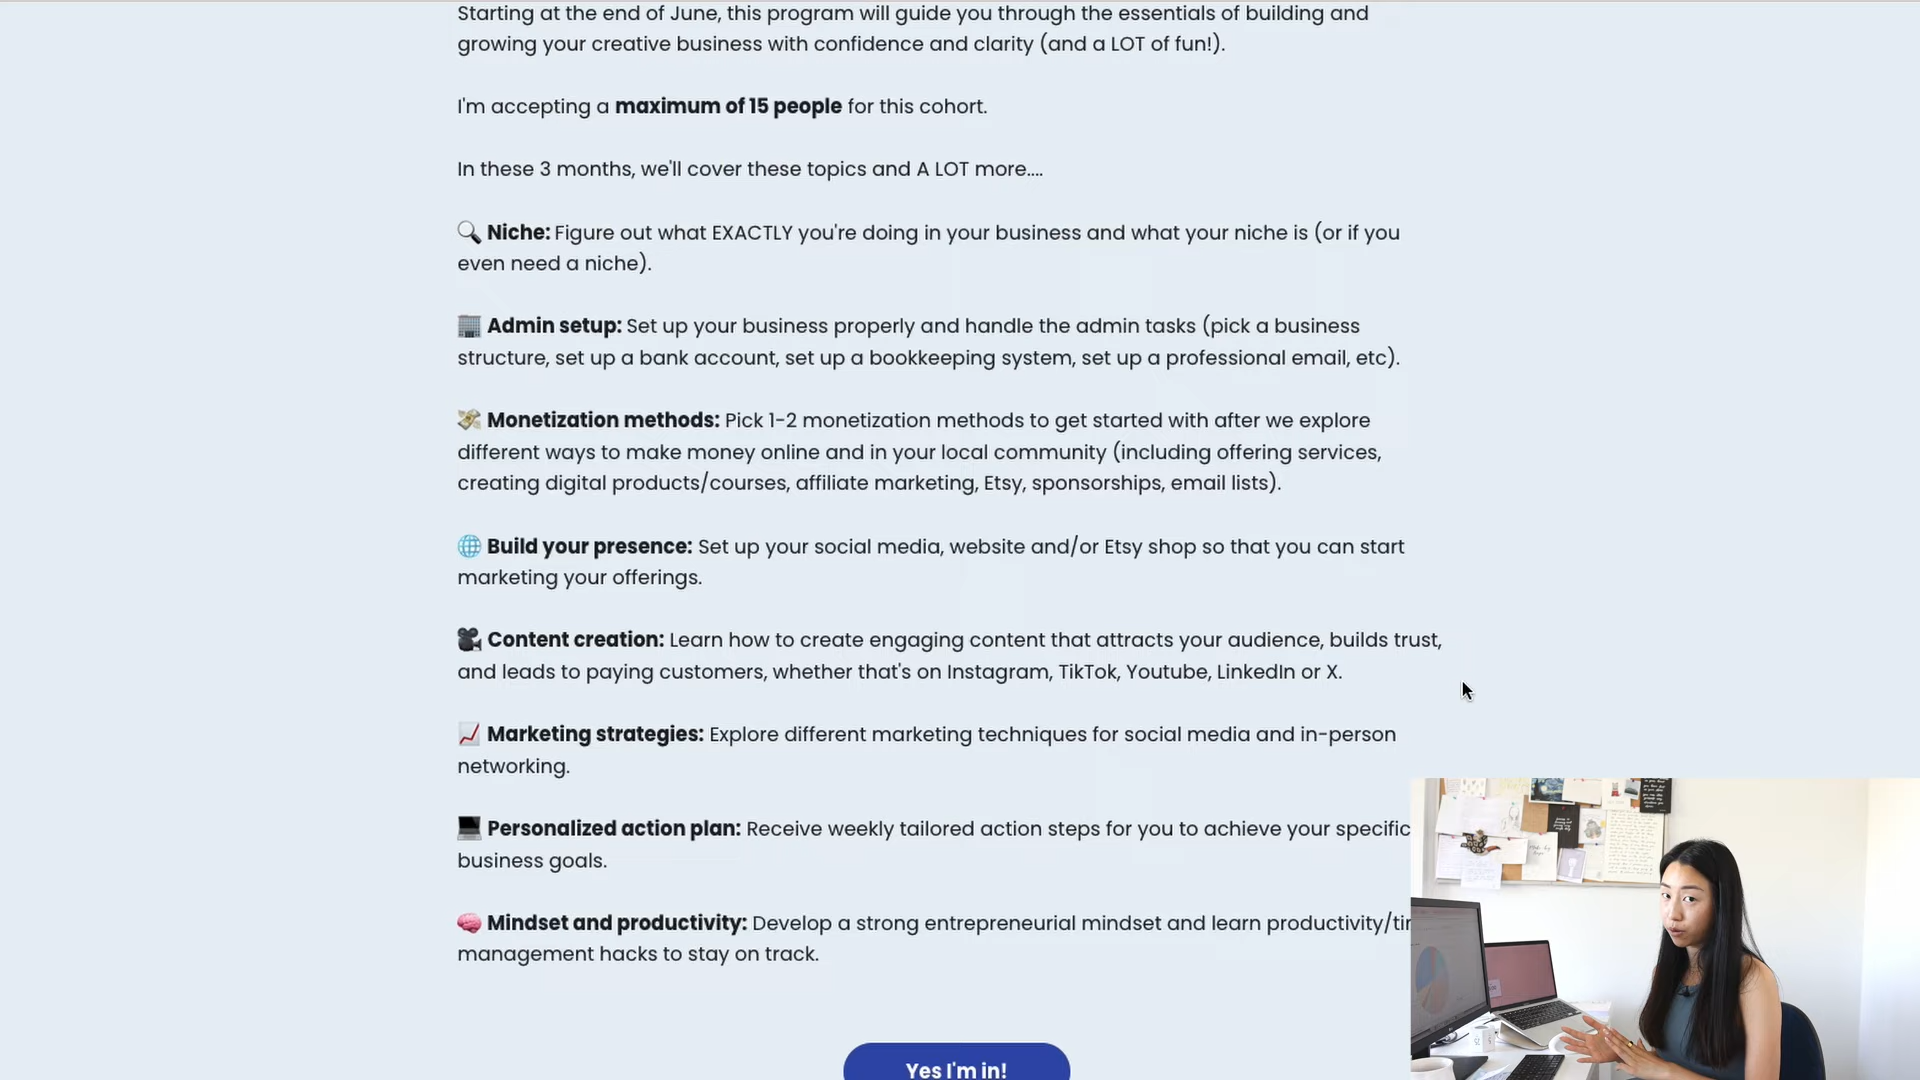 Starting at the end of June, this program will guide you through the essentials of building and
growing your creative business with confidence and clarity (and a LOT of fun!).
I'm accepting a maximum of 15 people for this cohort.
In these 3 months, we'll cover these topics and A LOT more....
🔍 Niche: Figure out what EXACTLY you're doing in your business and what your niche is (or if you
even need a niche).
🏢 Admin setup: Set up your business properly and handle the admin tasks (pick a business
structure, set up a bank account, set up a bookkeeping system, set up a professional email, etc).
💸 Monetization methods: Pick 1-2 monetization methods to get started with after we explore
different ways to make money online and in your local community (including offering services,
creating digital products/courses, affiliate marketing, Etsy, sponsorships, email lists).
🌐 Build your presence: Set up your social media, website and/or Etsy shop so that you can start
marketing your offerings.
🎥 Content creation: Learn how to create engaging content that attracts your audience, builds trust,
and leads to paying customers, whether that's on Instagram, TikTok, Youtube, LinkedIn or X.
📈 Marketing strategies: Explore different marketing techniques for social media and in-person
networking.
💻 Personalized action plan: Receive weekly tailored action steps for you to achieve your specific
business goals.
🧠 Mindset and productivity: Develop a strong entrepreneurial mindset and learn productivity/
management hacks to stay on track.
Yes I'm in!